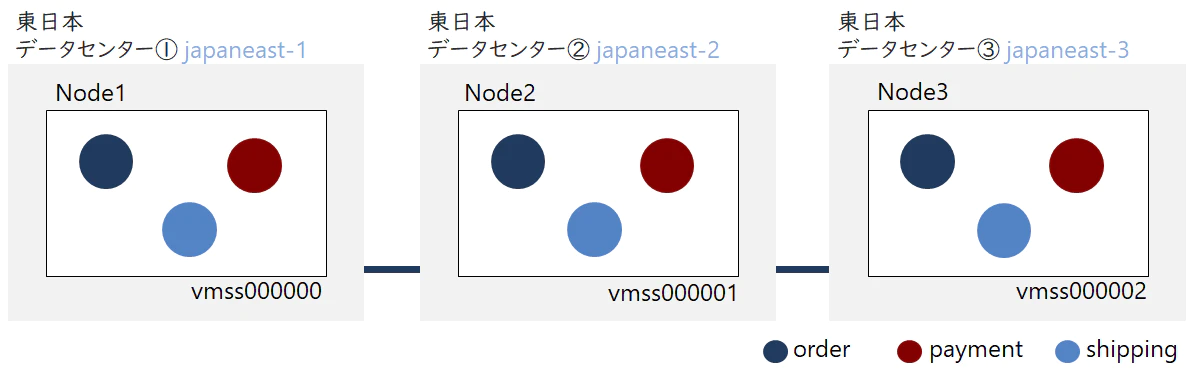 東日本
データセンター① japaneast-1
Node1
vmss000000
東日本
データセンター② japaneast-2
Node2
vmss000001
東日本
データセンター③ japaneast-3
Node3
vmss000002
order
payment
shipping